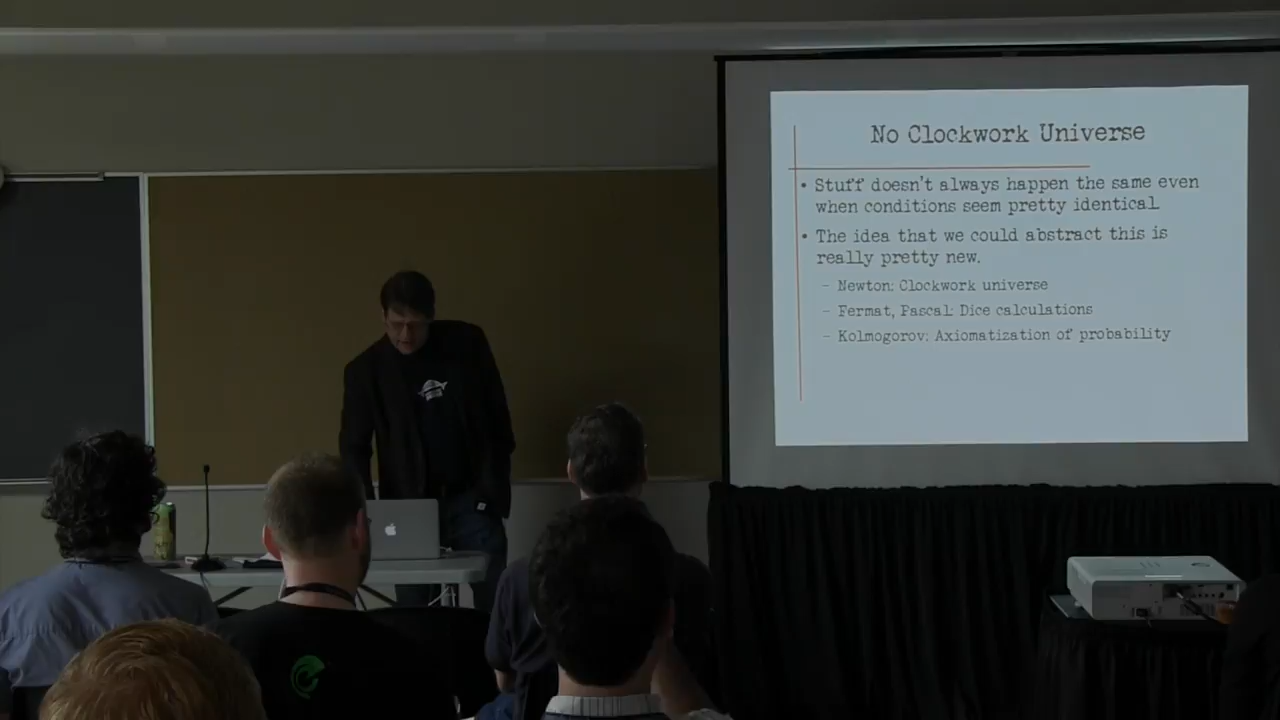 No Clockwork Universe
• Stuff doesn't always happen the same even
when conditions seem pretty identical.
• The idea that we could abstract this is
really pretty new.
– Newton: Clockwork universe
– Fermat, Pascal: Dice calculations
– Kolmogorov: Axiomatization of probability